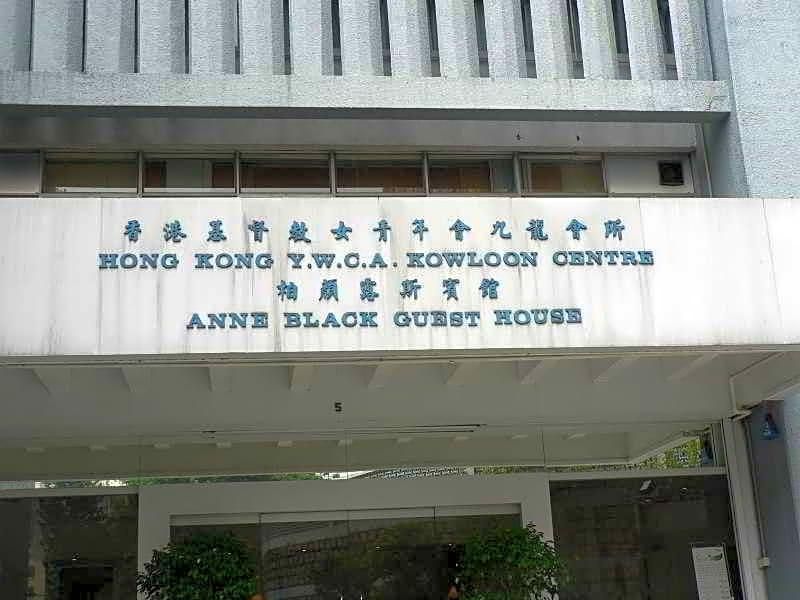 香港基督教女青年會九龍會所
HONG KONG Y.W.C.A. KOWLOON CENTRE
柏顏露斯賓館
ANNE BLACK GUEST HOUSE
5